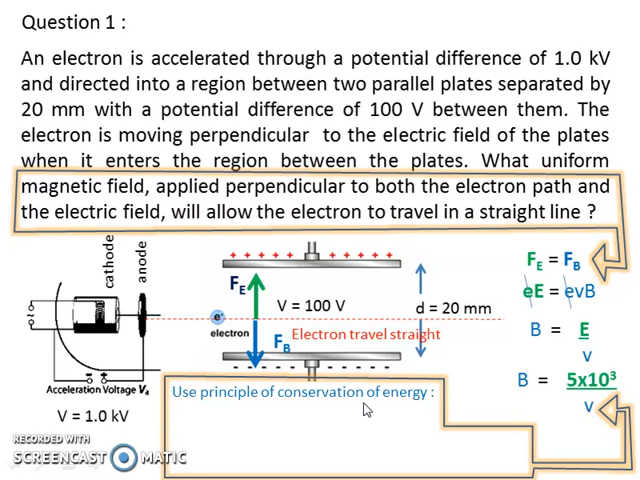 Question 1 :
An electron is accelerated through a potential difference of 1.0 kV
and directed into a region between two parallel plates separated by
20 mm with a potential difference of 100 V between them. The
electron is moving perpendicular to the electric field of the plates
when it enters the region between the plates. What uniform
magnetic field, applied perpendicular to both the electron path and
the electric field, will allow the electron to travel in a straight line ?
cathode
anode
+ + + + + + + + + +
F_E
V = 100 V
d = 20 mm
e⁻
electron
F_B
Electron travel straight
- - - - - - - - - -
- +
Acceleration Voltage Vₐ
V = 1.0 kV
F_E = F_B
eE = evB
B = E
v
B = 5x10³
v
Use principle of conservation of energy :
RECORDED WITH
SCREENCAST MATIC